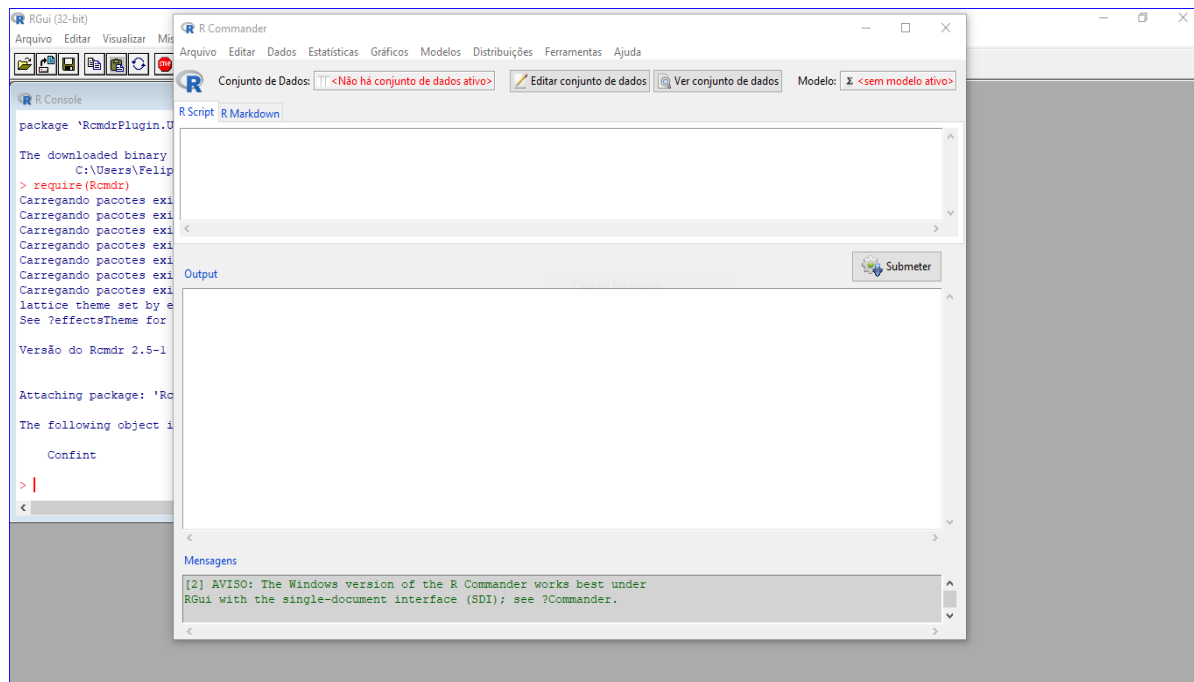 RGui (32-bit)
Arquivo Editar Visualizar Mis
STOP
R Console
package 'RcmdrPlugin.U
The downloaded binary
C:\Users\Felip
> require(Rcmdr)
Carregando pacotes exi
Carregando pacotes exi
Carregando pacotes exi
Carregando pacotes exi
Carregando pacotes exi
Carregando pacotes exi
Carregando pacotes exi
lattice theme set by e
See ?effectsTheme for
Versão do Rcmdr 2.5-1
Attaching package: 'Rc
The following object i
Confint
>
R Commander
Arquivo Editar Dados Estatísticas Gráficos Modelos Distribuições Ferramentas Ajuda
R Conjunto de Dados: <Não há conjunto de dados ativo> Editar conjunto de dados Ver conjunto de dados Modelo: Σ <sem modelo ativo>
R Script R Markdown
Submeter
Output
Mensagens
[2] AVISO: The Windows version of the R Commander works best under
RGui with the single-document interface (SDI); see ?Commander.